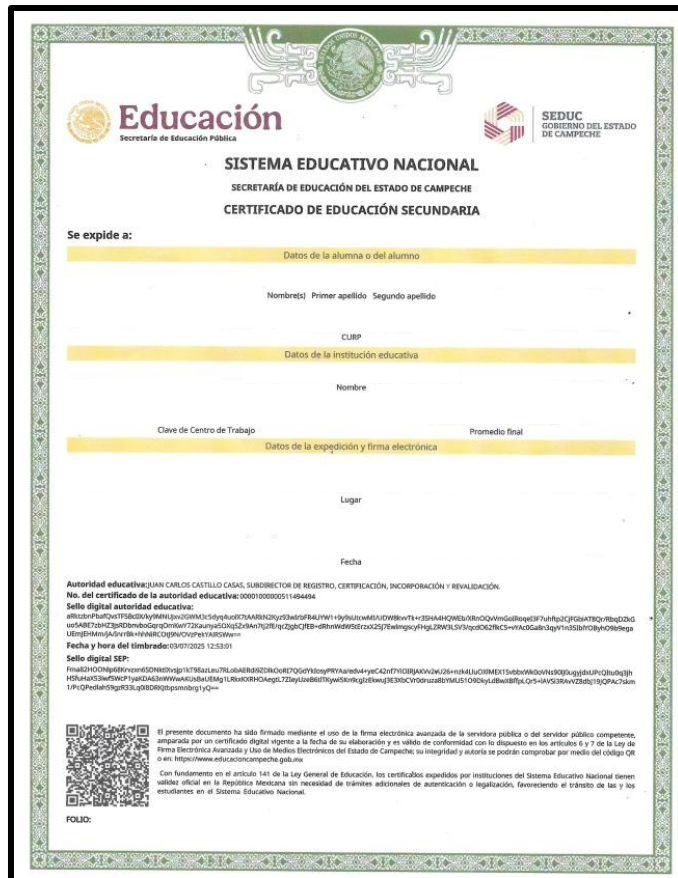 ESTADOS UNIDOS MEXICANOS
Educación
Secretaría de Educación Pública
SEDUC
GOBIERNO DEL ESTADO
DE CAMPECHE
SISTEMA EDUCATIVO NACIONAL
SECRETARÍA DE EDUCACIÓN DEL ESTADO DE CAMPECHE
CERTIFICADO DE EDUCACIÓN SECUNDARIA
Se expide a:
Datos de la alumna o del alumno
Nombre(s) Primer apellido Segundo apellido
CURP
Datos de la institución educativa
Nombre
Clave de Centro de Trabajo Promedio final
Datos de la expedición y firma electrónica
Lugar
Fecha
Autoridad educativa: JUAN CARLOS CASTILLO CASAS, SUBDIRECTOR DE REGISTRO, CERTIFICACIÓN, INCORPORACIÓN Y REVALIDACIÓN.
No. del certificado de la autoridad educativa: 00001000000511494494
Sello digital autoridad educativa:
Fecha y hora del timbrado: 03/07/2025 12:53:01
Sello digital SEP:
El presente documento ha sido firmado mediante el uso de la firma electrónica avanzada de la servidora pública o del servidor público competente,
amparada por un certificado digital vigente a la fecha de su elaboración y es válido de conformidad con lo dispuesto en los artículos 6 y 7 de la Ley de
Firma Electrónica Avanzada y Uso de Medios Electrónicos del Estado de Campeche; su integridad y autoría se podrán comprobar por medio del código QR
o en: https://www.educacioncampeche.gob.mx
Con fundamento en el artículo 141 de la Ley General de Educación, los certificados expedidos por instituciones del Sistema Educativo Nacional tienen
validez oficial en la República Mexicana sin necesidad de trámites adicionales de autenticación o legalización, favoreciendo el tránsito de las y los
estudiantes en el Sistema Educativo Nacional.
FOLIO: